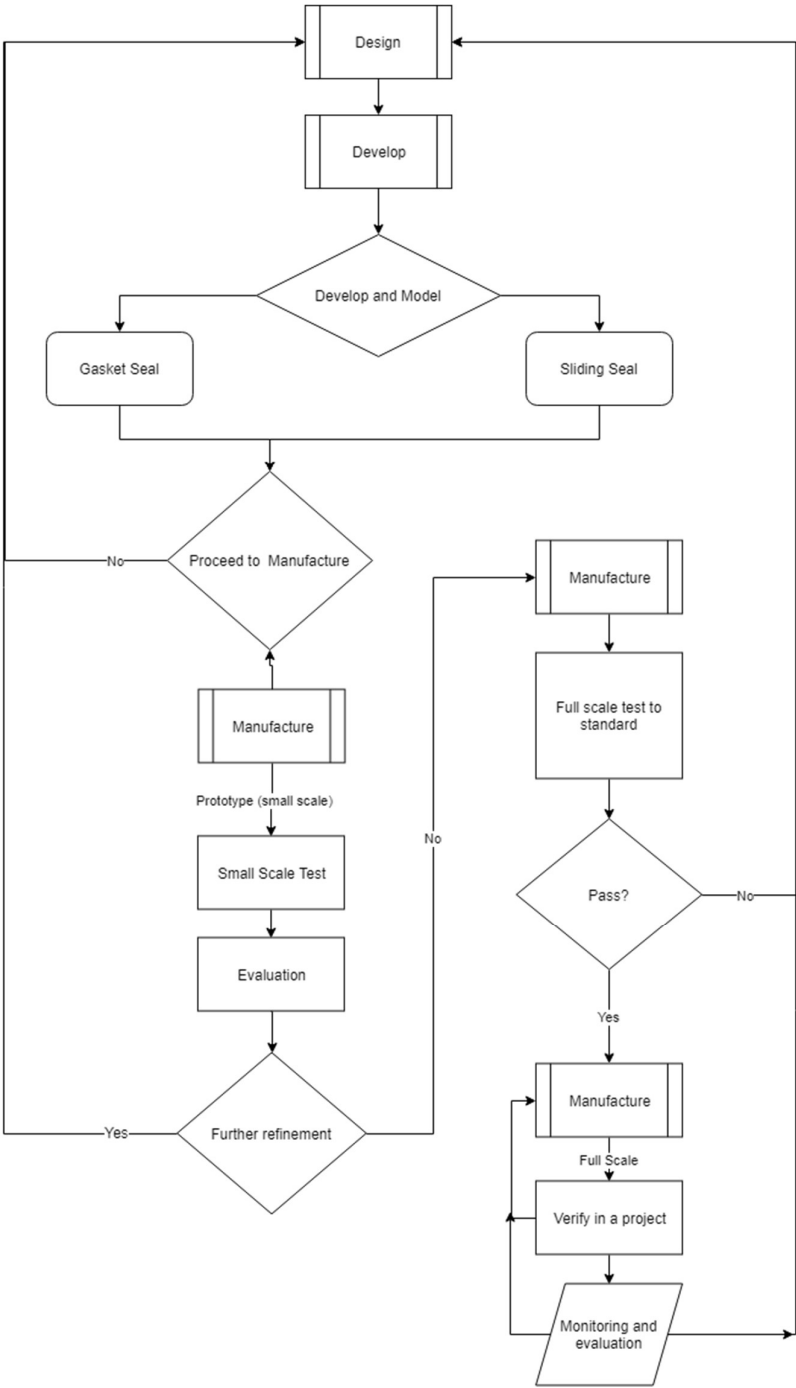 Design
Develop
Develop and Model
Gasket Seal
Sliding Seal
No
Proceed to Manufacture
Manufacture
Prototype (small scale)
Small Scale Test
Evaluation
Yes
Further refinement
No
Manufacture
Full scale test to
standard
Pass?
No
Yes
Manufacture
Full Scale
Verify in a project
Monitoring and
evaluation